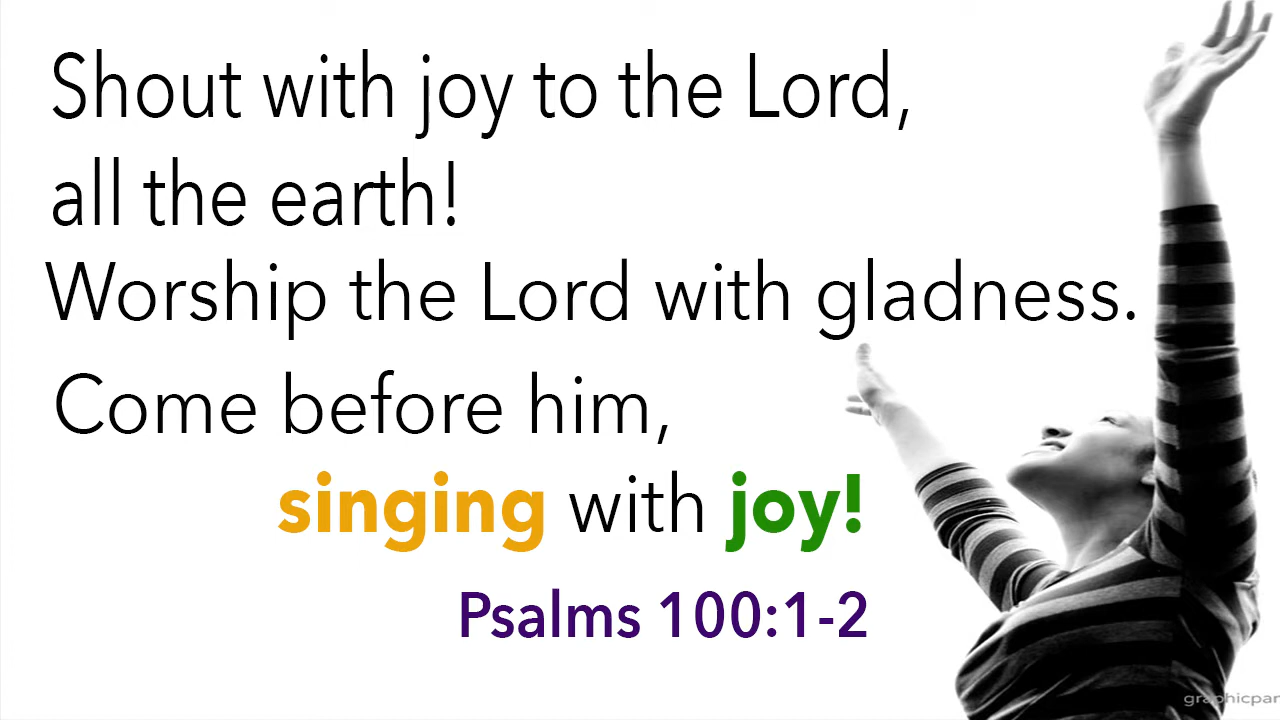 Shout with joy to the Lord,
all the earth!
Worship the Lord with gladness.
Come before him,
singing with joy!
Psalms 100:1-2
graphicpan